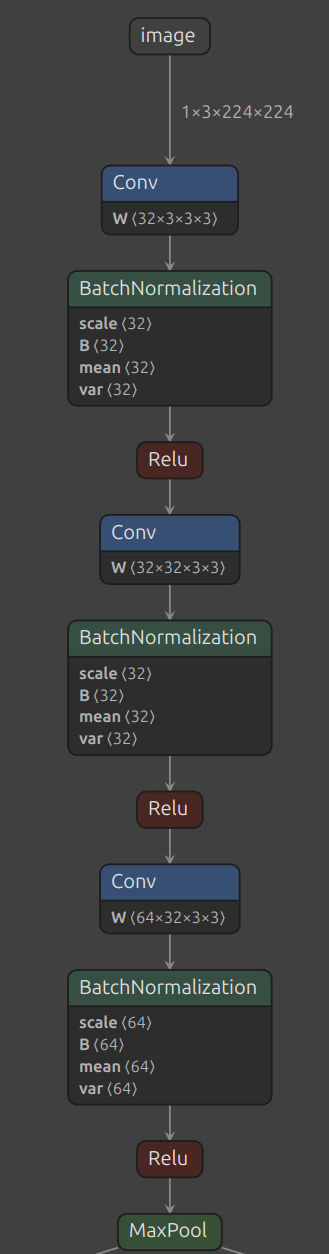 image
1×3×224×224
Conv
W ⟨32×3×3×3⟩
BatchNormalization
scale ⟨32⟩
B ⟨32⟩
mean ⟨32⟩
var ⟨32⟩
Relu
Conv
W ⟨32×32×3×3⟩
BatchNormalization
scale ⟨32⟩
B ⟨32⟩
mean ⟨32⟩
var ⟨32⟩
Relu
Conv
W ⟨64×32×3×3⟩
BatchNormalization
scale ⟨64⟩
B ⟨64⟩
mean ⟨64⟩
var ⟨64⟩
Relu
MaxPool